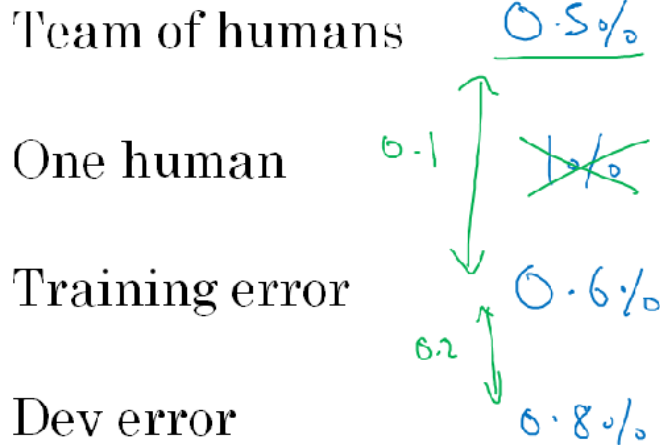 Team of humans 0.5%
0.1
One human 1%
Training error 0.6%
0.2
Dev error 0.8%